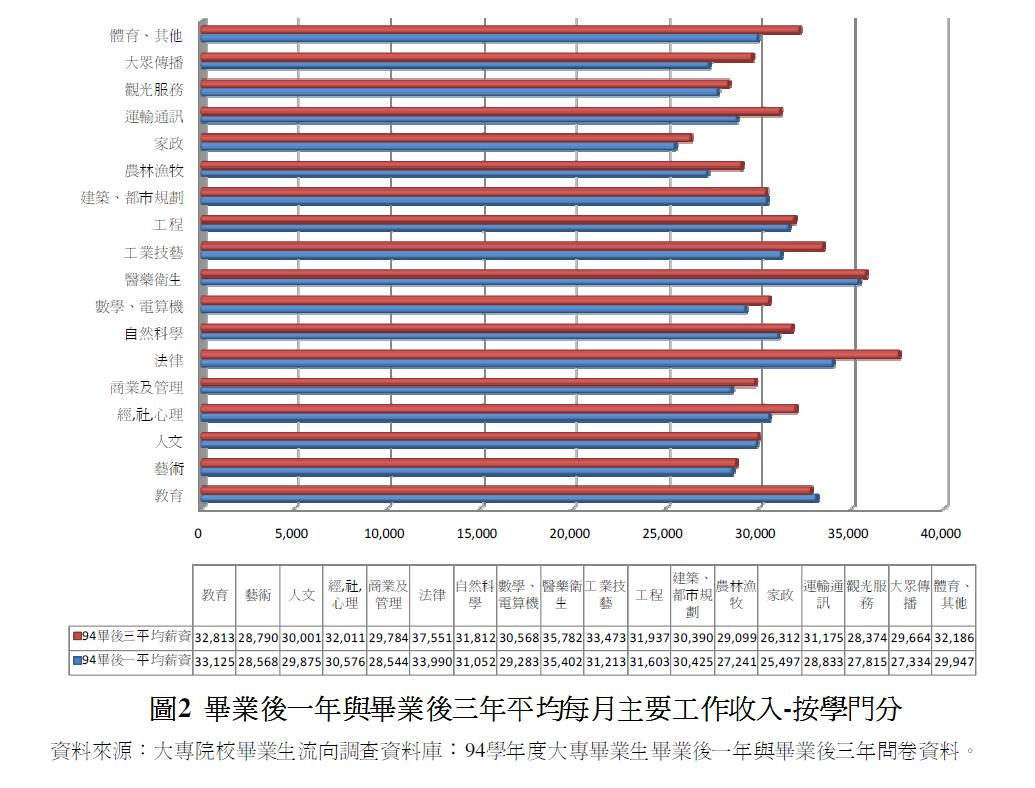 體育、其他
大眾傳播
觀光服務
運輸通訊
家政
農林漁牧
建築、都市規劃
工程
工業技藝
醫藥衛生
數學、電算機
自然科學
法律
商業及管理
經,社,心理
人文
藝術
教育
0 5,000 10,000 15,000 20,000 25,000 30,000 35,000 40,000
教育 藝術 人文 經,社,心理 商業及管理 法律 自然科學 數學、電算機 醫藥衛生 工業技藝 工程 建築、都市規劃 農林漁牧 家政 運輸通訊 觀光服務 大眾傳播 體育、其他
94畢後三平均薪資 32,813 28,790 30,001 32,011 29,784 37,551 31,812 30,568 35,782 33,473 31,937 30,390 29,099 26,312 31,175 28,374 29,664 32,186
94畢後一平均薪資 33,125 28,568 29,875 30,576 28,544 33,990 31,052 29,283 35,402 31,213 31,603 30,425 27,241 25,497 28,833 27,815 27,334 29,947
圖2 畢業後一年與畢業後三年平均每月主要工作收入-按學門分
資料來源：大專院校畢業生流向調查資料庫：94學年度大專畢業生畢業後一年與畢業後三年問卷資料。